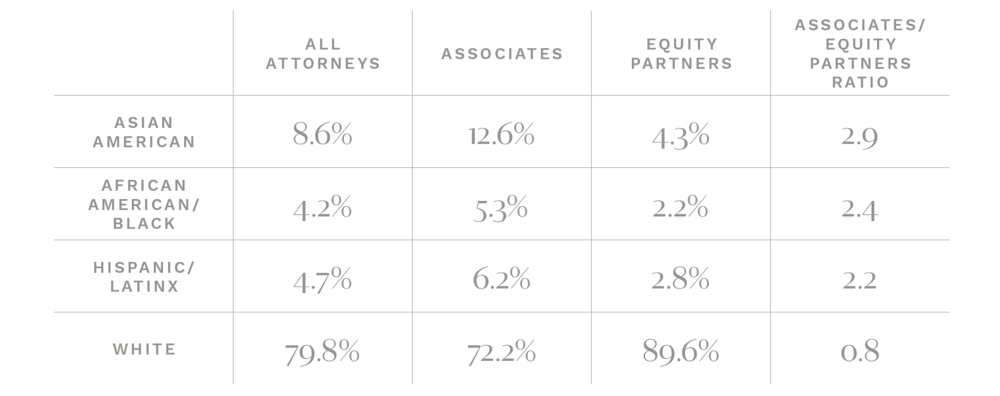 ALL
ATTORNEYS
ASSOCIATES
EQUITY
PARTNERS
ASSOCIATES/
EQUITY
PARTNERS
RATIO
ASIAN
AMERICAN
8.6%
12.6%
4.3%
2.9
AFRICAN
AMERICAN/
BLACK
4.2%
5.3%
2.2%
2.4
HISPANIC/
LATINX
4.7%
6.2%
2.8%
2.2
WHITE
79.8%
72.2%
89.6%
0.8